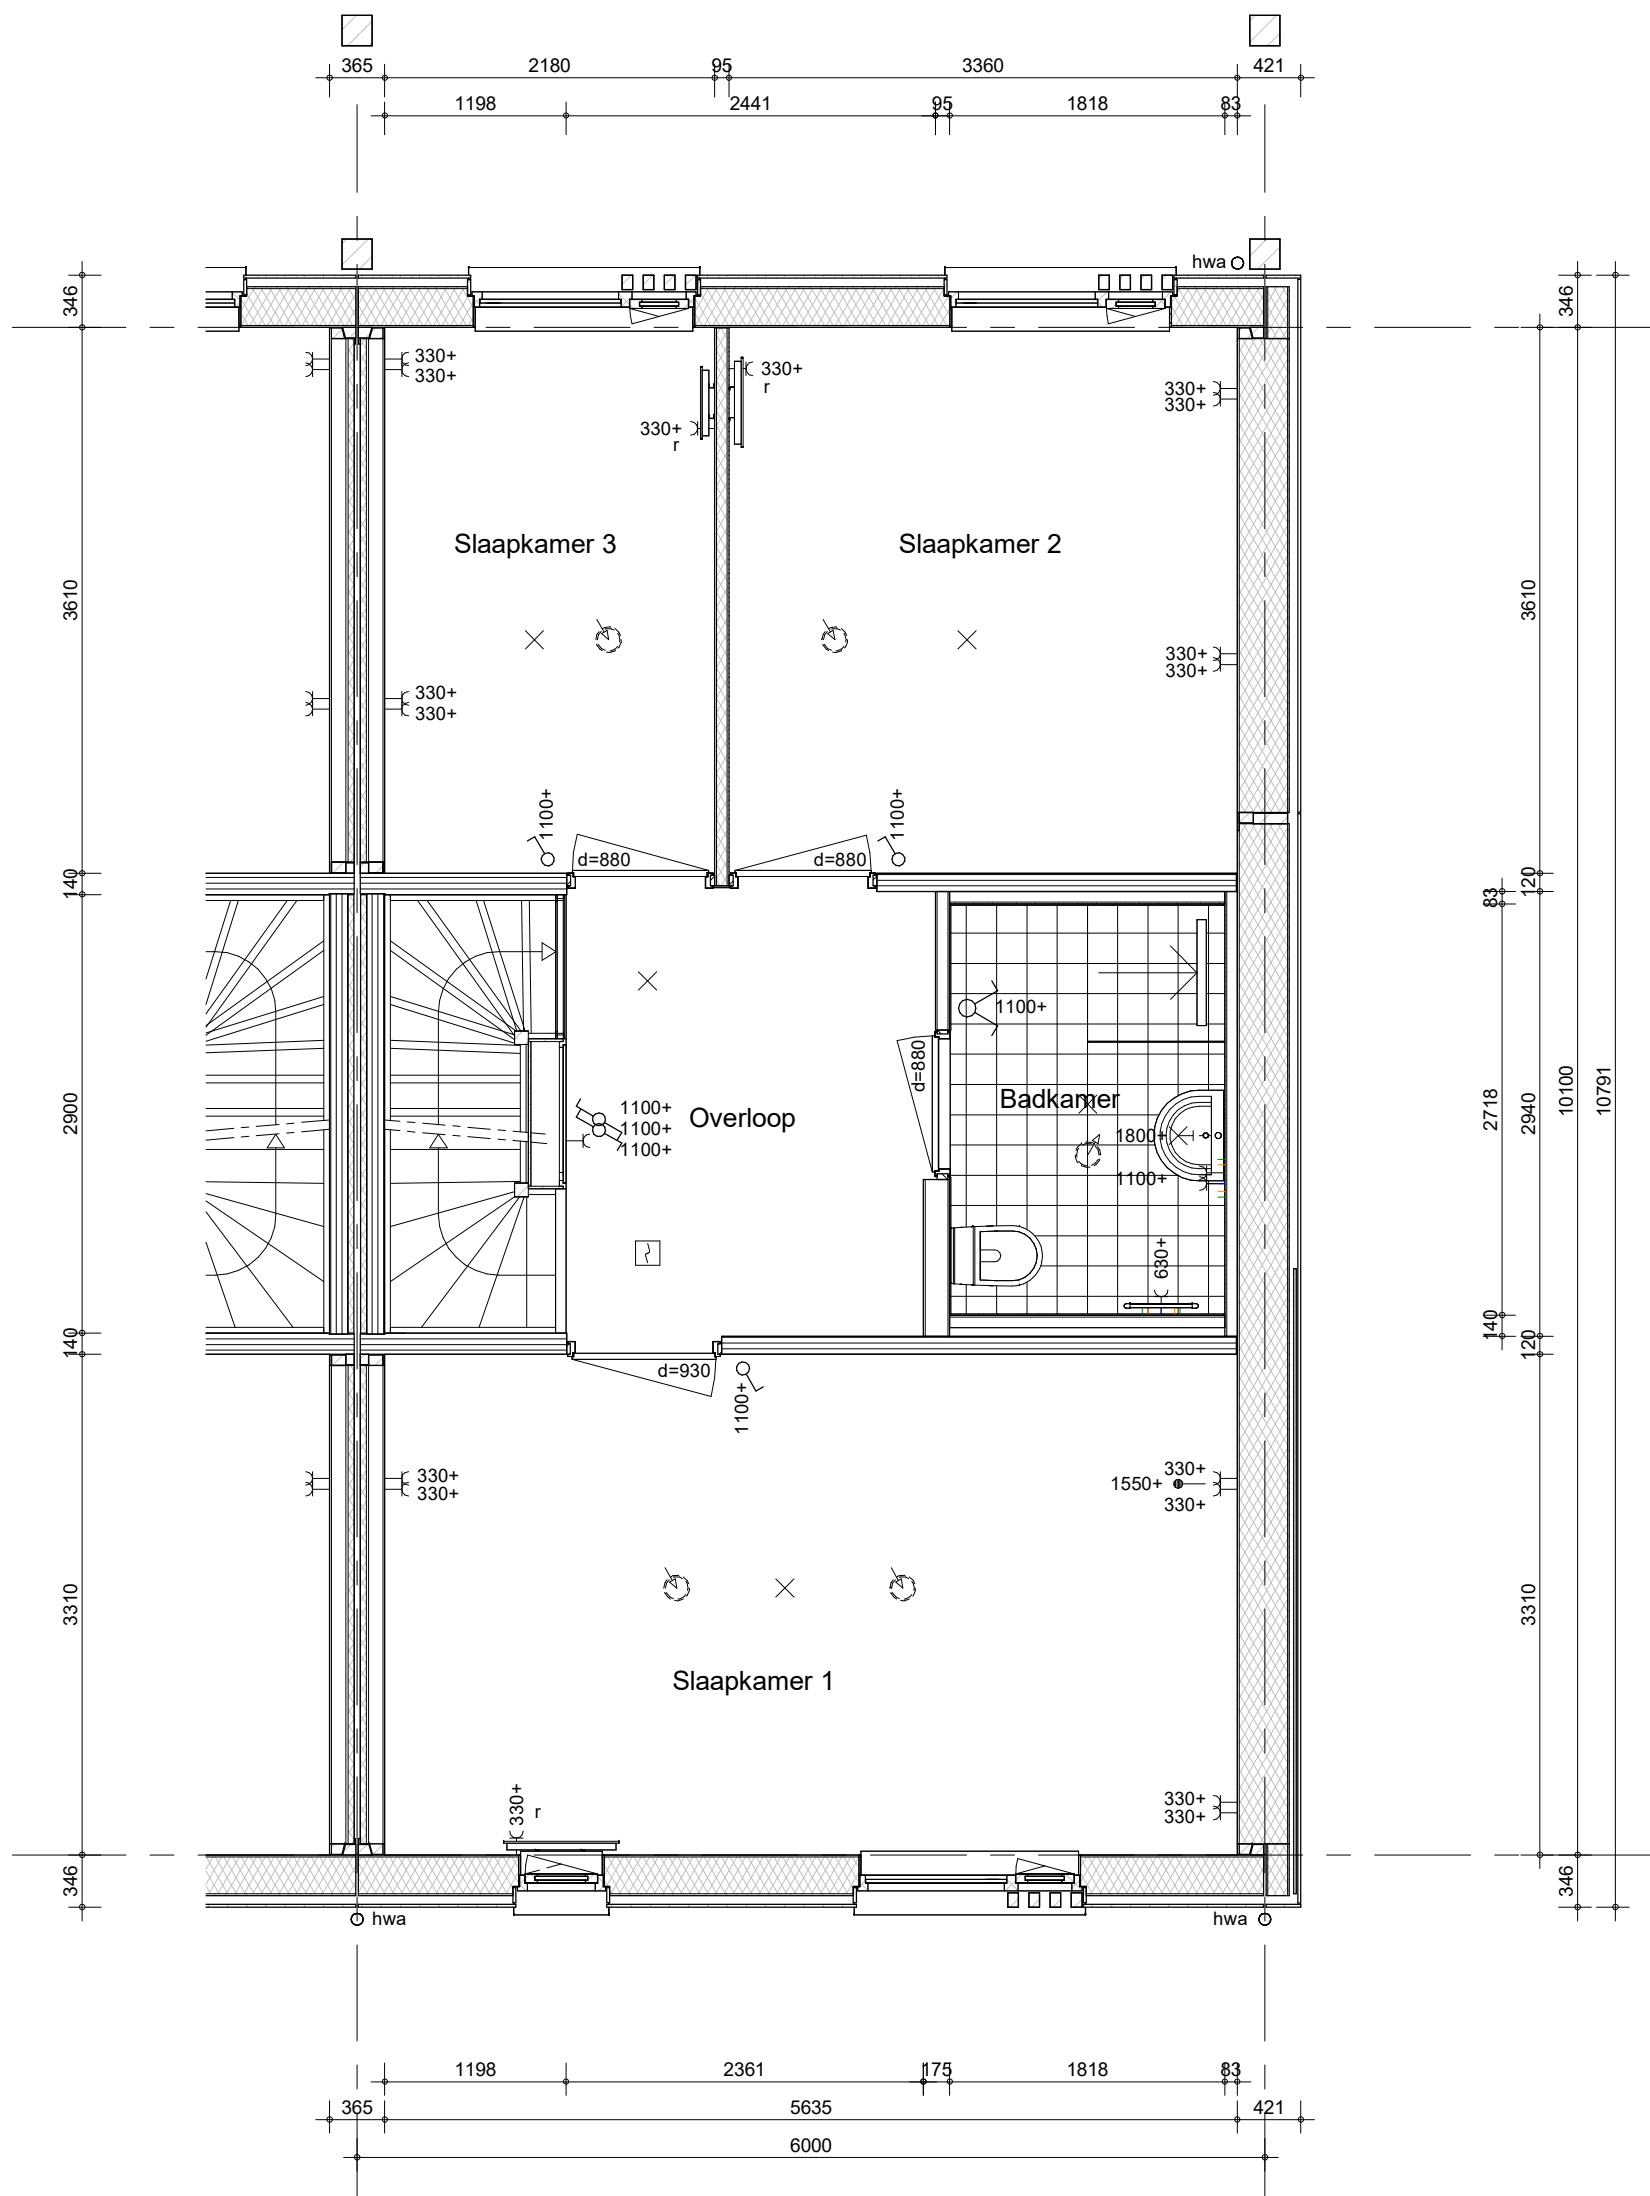 365 2180 95 3360 421
1198 2441 95 1818 83
hwa
346 346
330+ 330+
330+ r 330+
330+ 330+
330+
r
Slaapkamer 3 Slaapkamer 2
3610 3610
330+
330+ 330+
330+
1100+ 1100+
d=880 d=880
140 120
83
1100+
d=880
2900 Badkamer 2718 2940 10100 10791
1100+ Overloop
1100+ 1800+
1100+
1100+
630+
140 140 120
d=930
1100+
330+ 330+
330+ 1550+
330+
3310 3310
Slaapkamer 1
330+ r 330+
330+
346 346
hwa hwa
1198 2361 175 1818 83
365 5635 421
6000